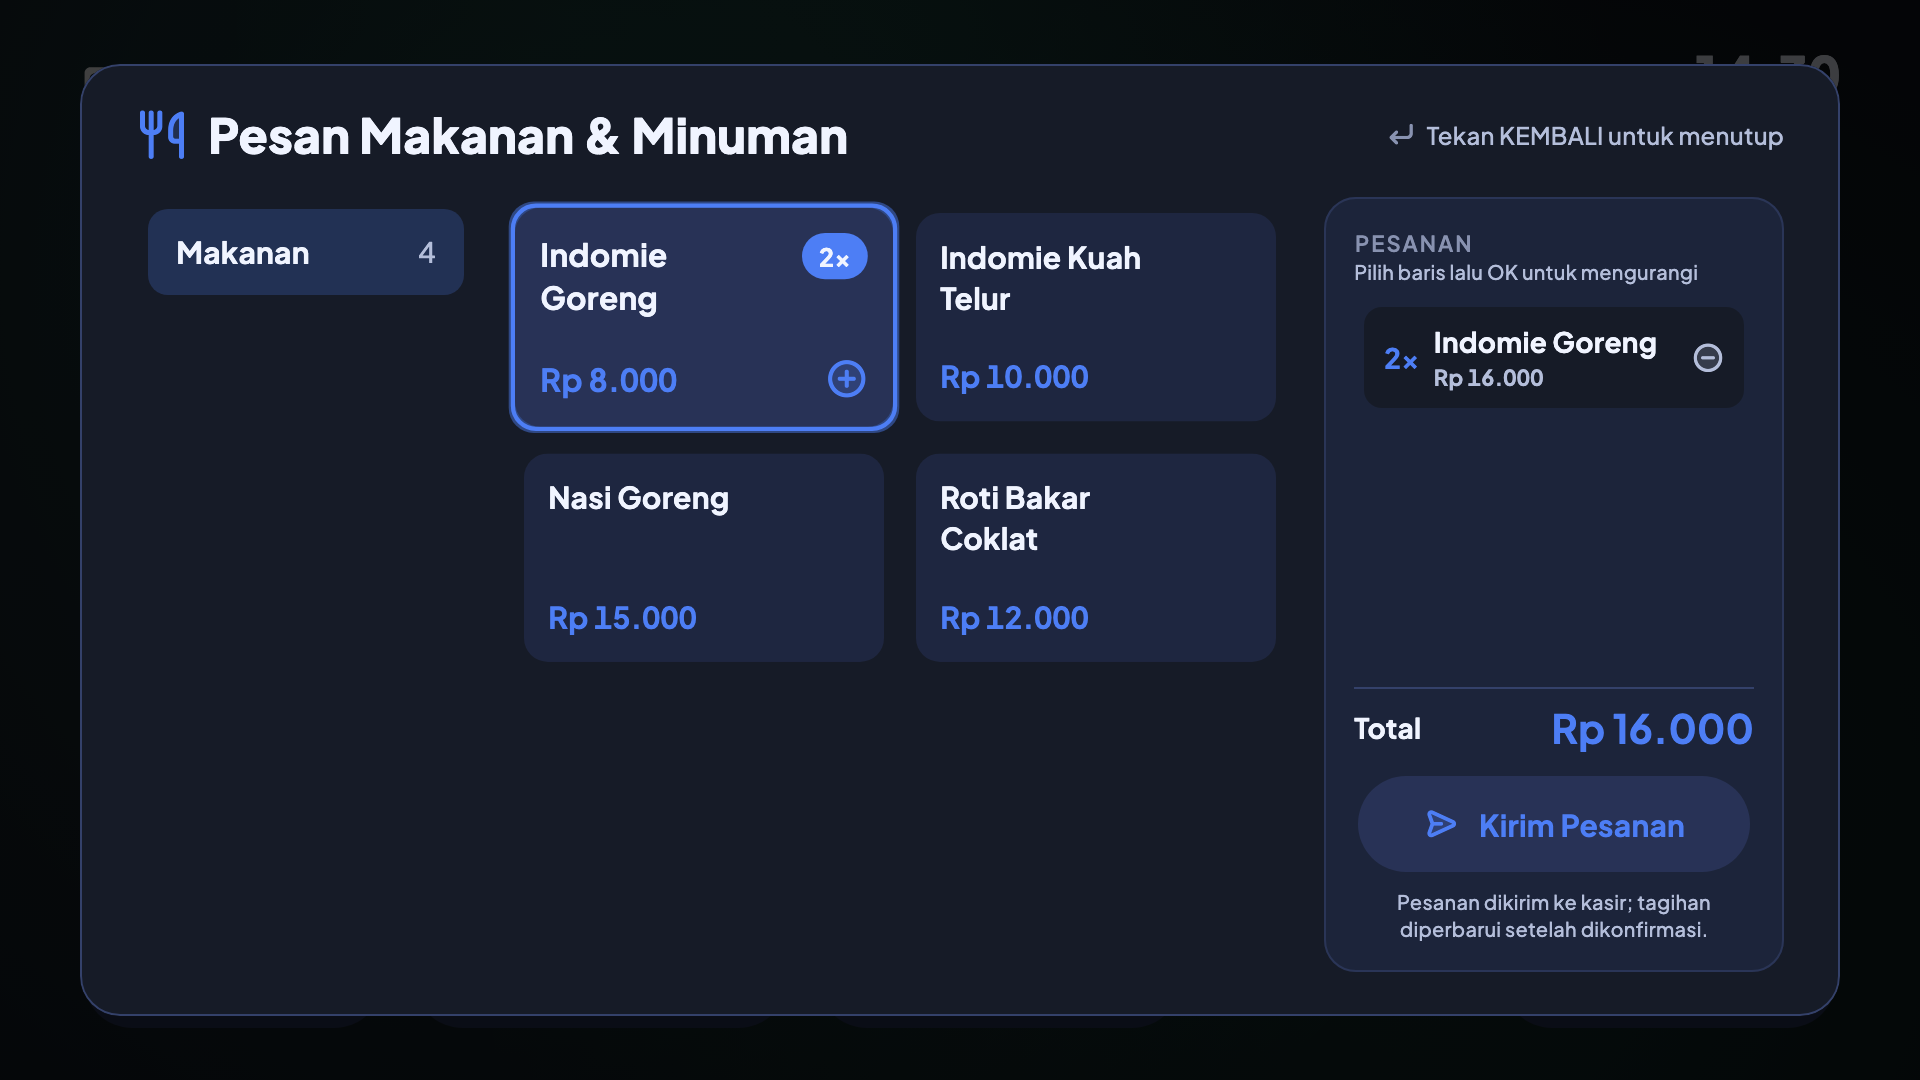 Pesan Makanan & Minuman
Tekan KEMBALI untuk menutup
Makanan 4
Indomie
Goreng
2×
Rp 8.000
Indomie Kuah
Telur
Rp 10.000
Nasi Goreng
Rp 15.000
Roti Bakar
Coklat
Rp 12.000
PESANAN
Pilih baris lalu OK untuk mengurangi
2× Indomie Goreng
Rp 16.000
Total Rp 16.000
Kirim Pesanan
Pesanan dikirim ke kasir; tagihan
diperbarui setelah dikonfirmasi.